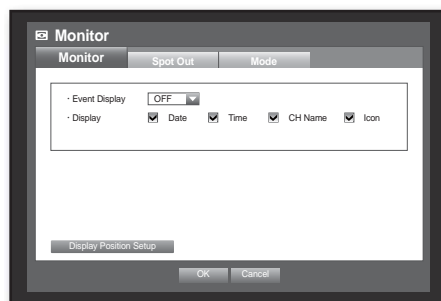 Monitor
Monitor Spot Out Mode
· Event Display OFF
· Display Date Time CH Name Icon
Display Position Setup
OK Cancel